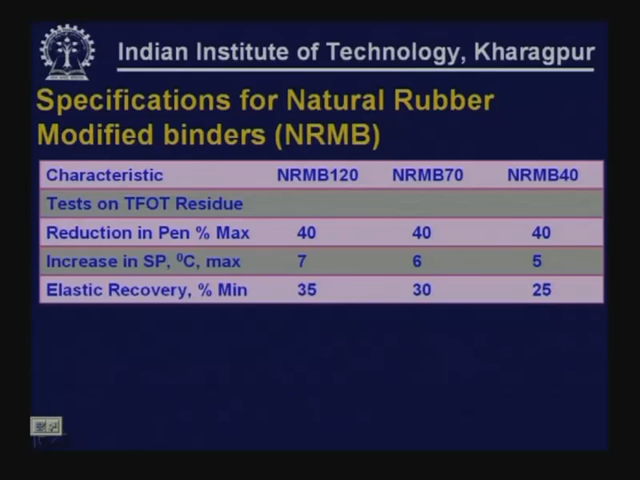 Indian Institute of Technology, Kharagpur
Specifications for Natural Rubber
Modified binders (NRMB)
Characteristic NRMB120 NRMB70 NRMB40
Tests on TFOT Residue
Reduction in Pen % Max 40 40 40
Increase in SP, ⁰C, max 7 6 5
Elastic Recovery, % Min 35 30 25